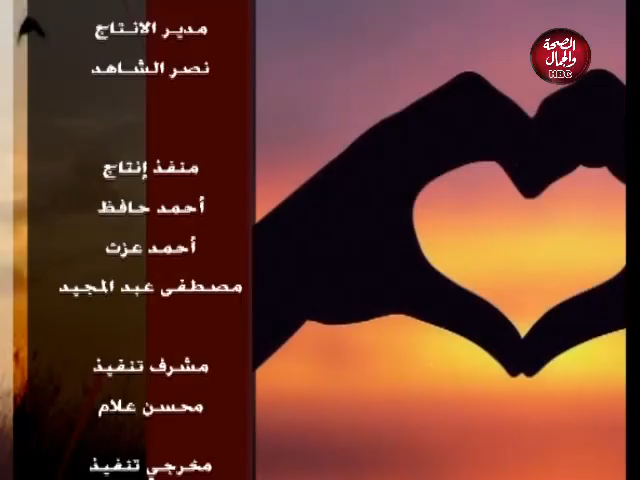 مدير الانتاج
نصر الشاهد
منفذ إنتاج
أحمد حافظ
أحمد عزت
مصطفى عبد المجيد
مشرف تنفيذ
محسن علام
مخرجي تنفيذ
الصحة
والجمال
HBC